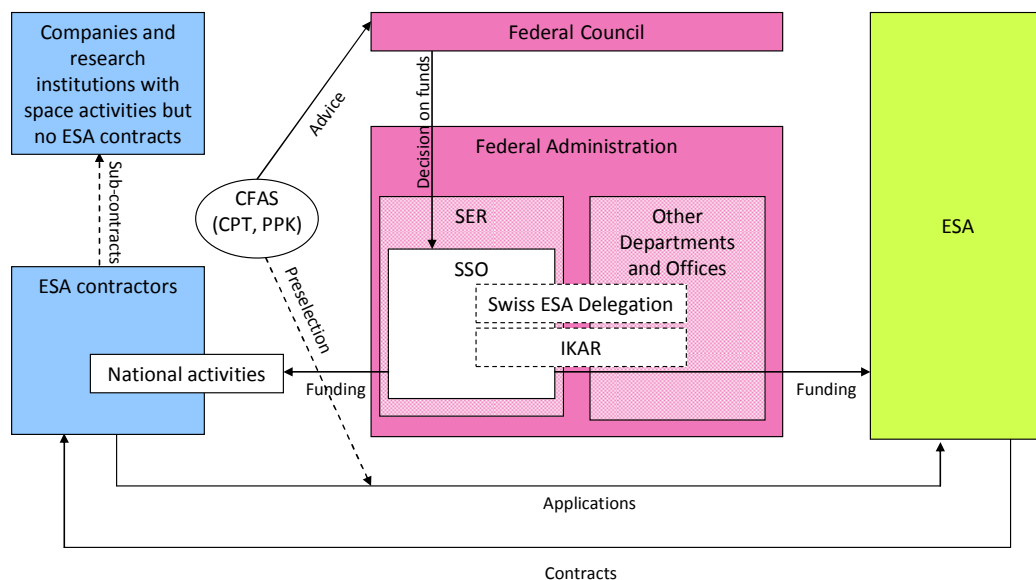 Companies and
research
institutions with
space activities but
no ESA contracts
Federal Council
ESA
Advice
Decision on funds
Federal Administration
Sub-contracts
CFAS
(CPT, PPK)
SER
Other
Departments
and Offices
SSO
ESA contractors
Preselection
Swiss ESA Delegation
IKAR
National activities
Funding
Funding
Applications
Contracts